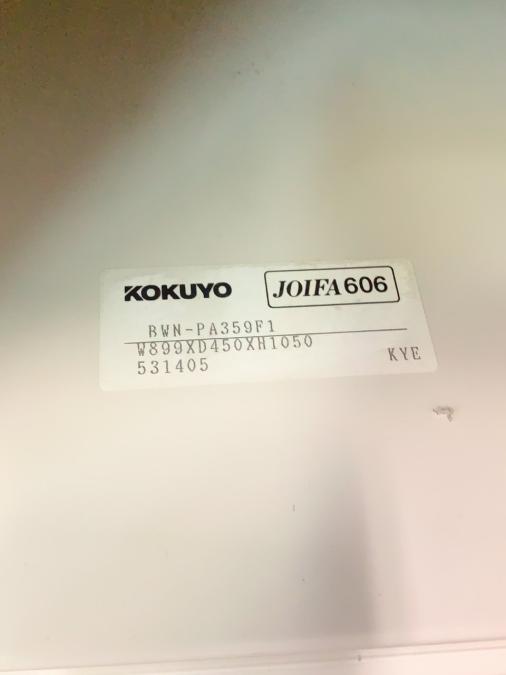 KOKUYO JOIFA606
BWN-PA359F1
W899XD450XH1050
531405 KYE